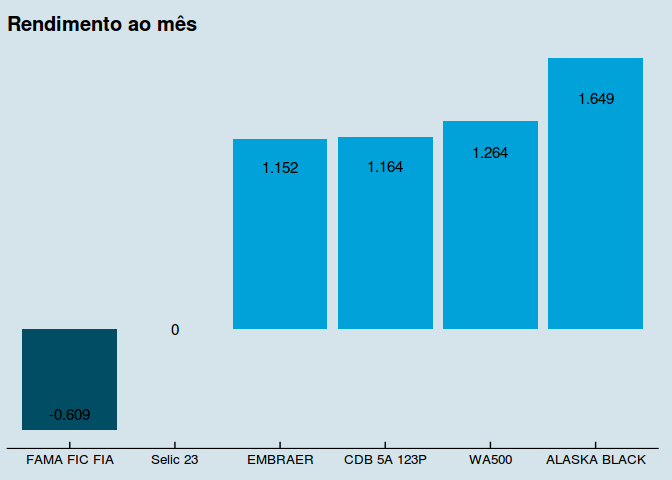 Rendimento ao mês
1.649
1.264
1.152
1.164
0
-0.609
FAMA FIC FIA
Selic 23
EMBRAER
CDB 5A 123P
WA500
ALASKA BLACK